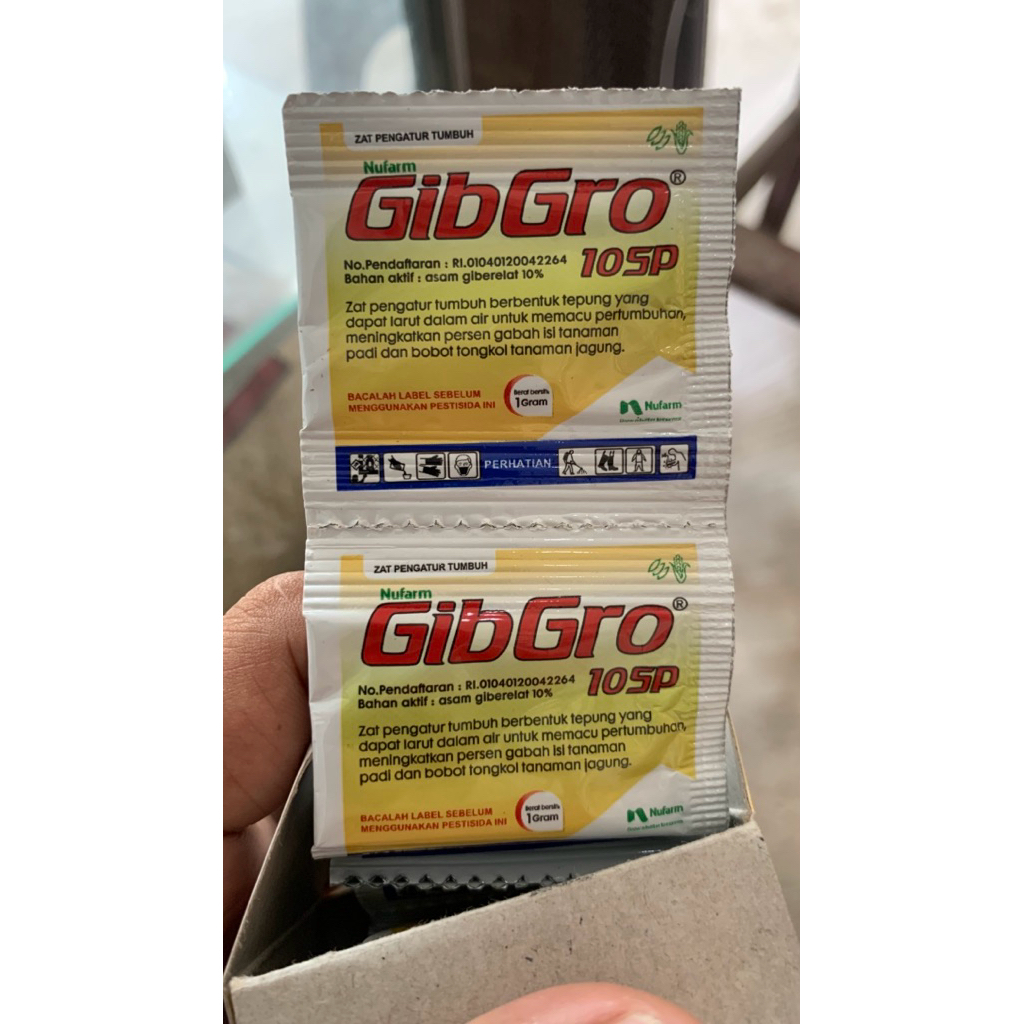 ZAT PENGATUR TUMBUH
Nufarm
GibGro®
10SP
No.Pendaftaran : RI.01040120042264
Bahan aktif : asam giberelat 10%
Zat pengatur tumbuh berbentuk tepung yang
dapat larut dalam air untuk memacu pertumbuhan,
meningkatkan persen gabah isi tanaman
padi dan bobot tongkol tanaman jagung.
BACALAH LABEL SEBELUM
MENGGUNAKAN PESTISIDA INI
Berat bersih
1Gram
Nufarm
PERHATIAN
ZAT PENGATUR TUMBUH
Nufarm
GibGro®
10SP
No.Pendaftaran : RI.01040120042264
Bahan aktif : asam giberelat 10%
Zat pengatur tumbuh berbentuk tepung yang
dapat larut dalam air untuk memacu pertumbuhan,
meningkatkan persen gabah isi tanaman
padi dan bobot tongkol tanaman jagung.
BACALAH LABEL SEBELUM
MENGGUNAKAN PESTISIDA INI
Berat bersih
1Gram
Nufarm